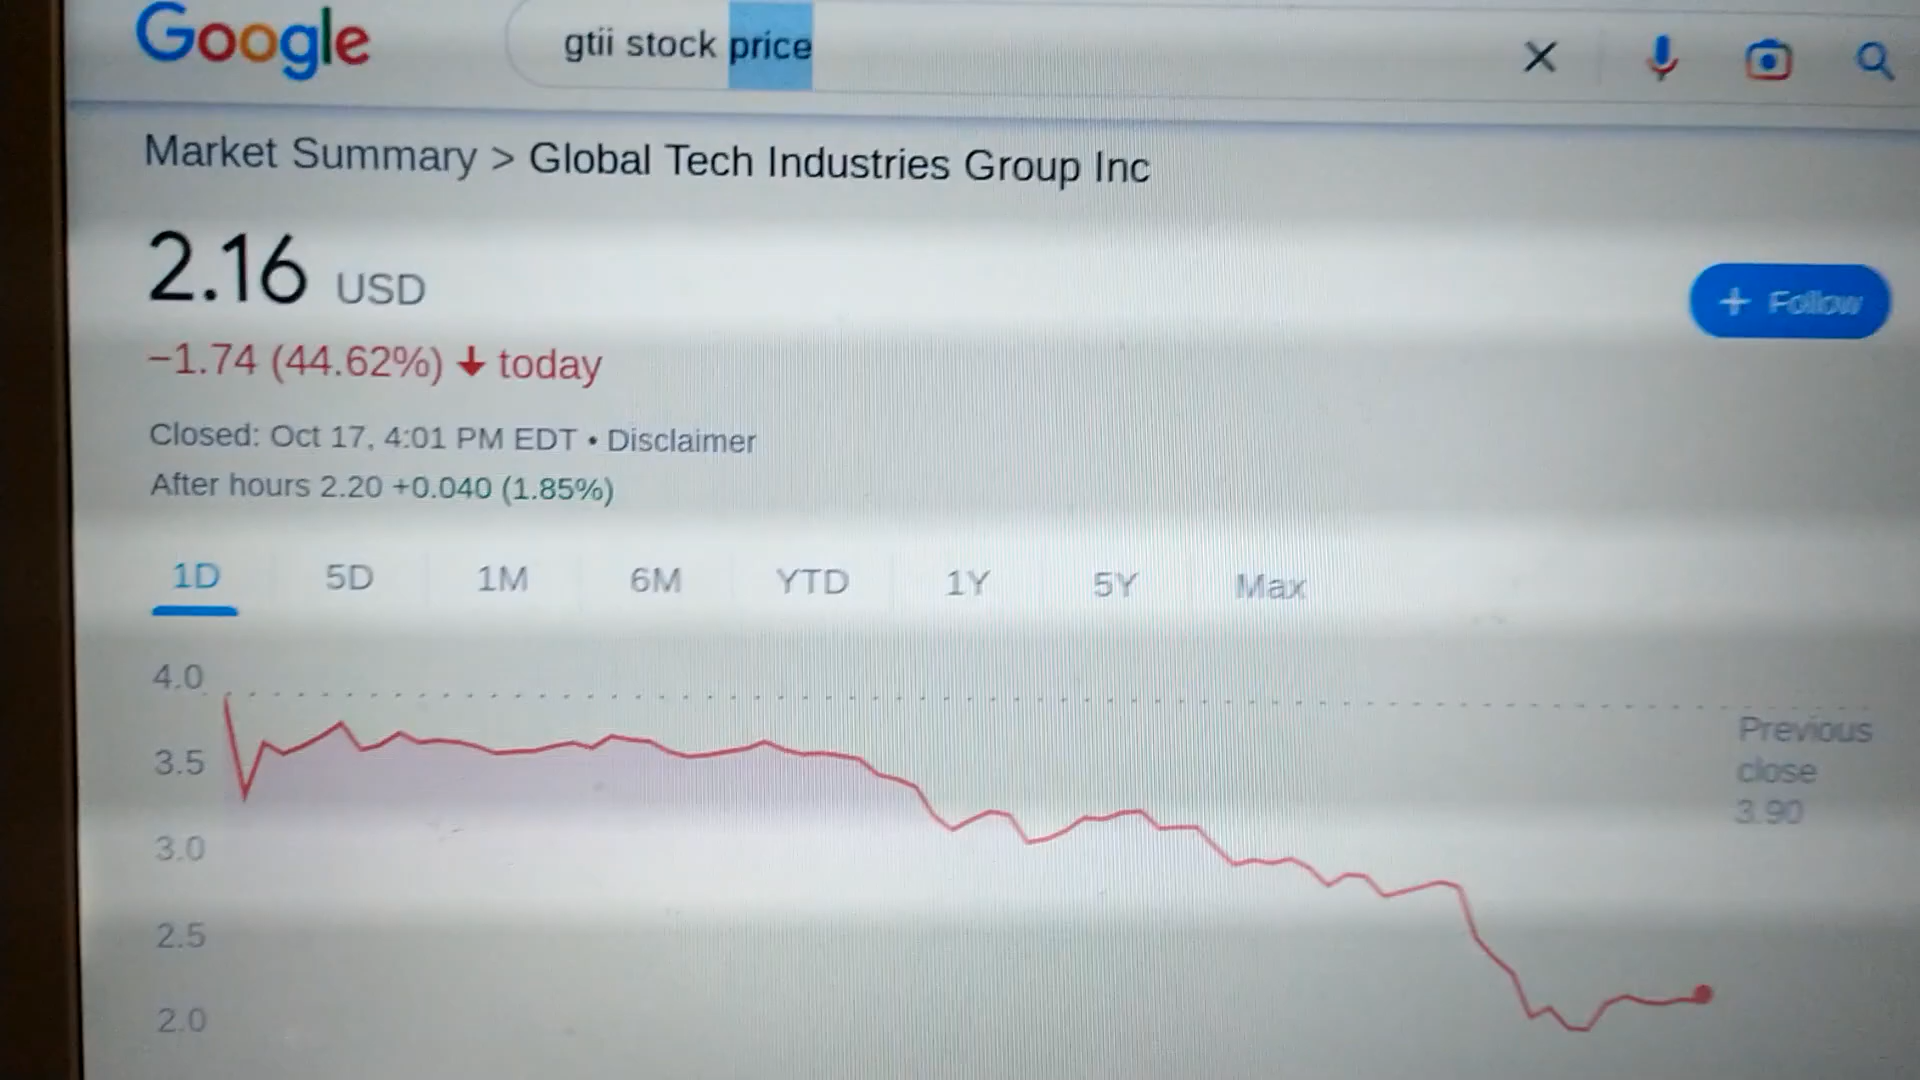 Google
gtii stock price
Market Summary > Global Tech Industries Group Inc
2.16 USD
+ Follow
−1.74 (44.62%) ↓ today
Closed: Oct 17, 4:01 PM EDT • Disclaimer
After hours 2.20 +0.040 (1.85%)
1D 5D 1M 6M YTD 1Y 5Y Max
4.0
3.5
3.0
2.5
2.0
Previous
close
3.90